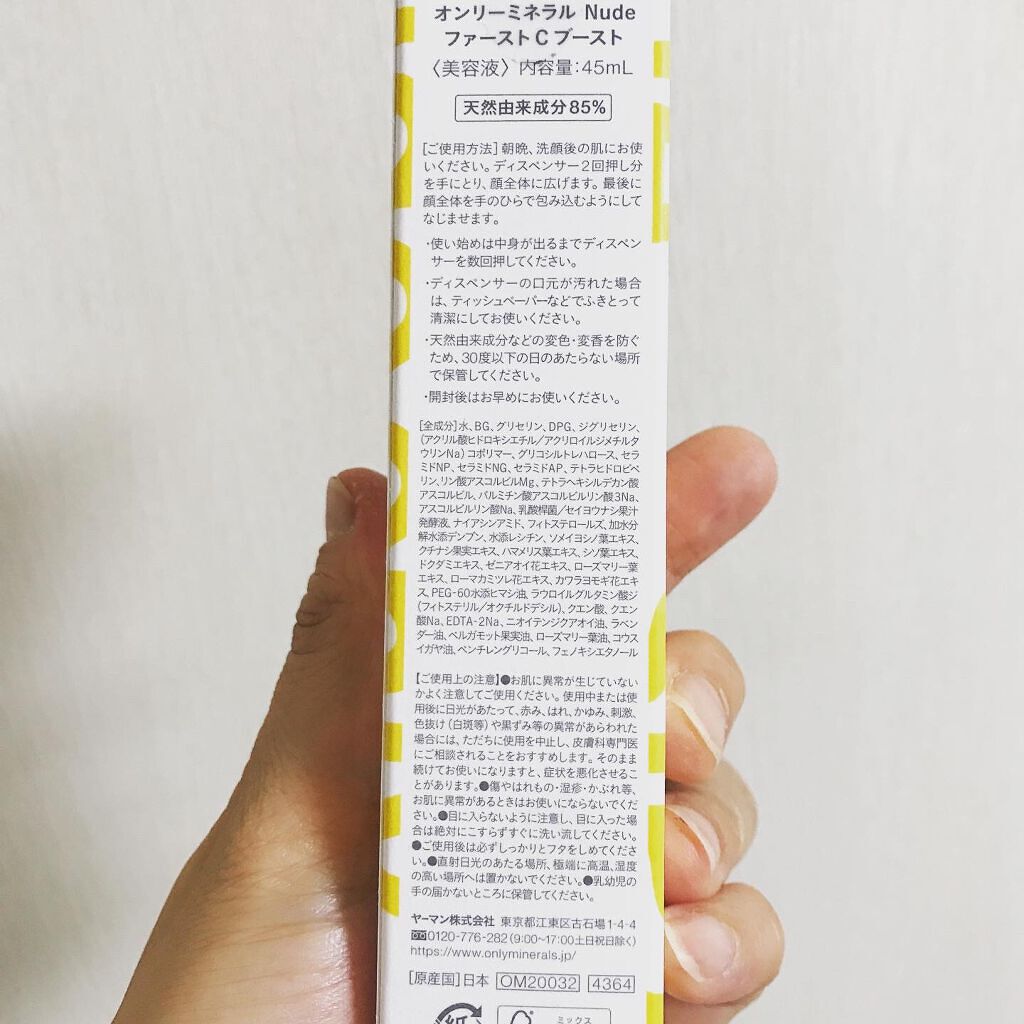 オンリーミネラル Nude
ファーストCブースト
〈美容液〉内容量:45mL
天然由来成分85%
[ご使用方法]朝晩、洗顔後の肌にお使
いください。ディスペンサー2回押し分
を手にとり、顔全体に広げます。最後に
顔全体を手のひらで包み込むようにして
なじませます。
・使い始めは中身が出るまでディスペン
サーを数回押してください。
・ディスペンサーの口元が汚れた場合
は、ティッシュペーパーなどでふきとって
清潔にしてお使いください。
・天然由来成分などの変色・変香を防ぐ
ため、30度以下の日のあたらない場所
で保管してください。
・開封後はお早めにお使いください。
[全成分]水、BG、グリセリン、DPG、ジグリセリン、
(アクリル酸ヒドロキシエチル/アクリロイルジメチルタ
ウリンNa)コポリマー、グリコシルトレハロース、セラ
ミドNP、セラミドNG、セラミドAP、テトラヒドロピペ
リン、リン酸アスコルビルMg、テトラヘキシルデカン酸
アスコルビル、パルミチン酸アスコルビルリン酸3Na、
アスコルビルリン酸Na、乳酸桿菌/セイヨウナシ果汁
発酵液、ナイアシンアミド、フィトステロールズ、加水分
解水添デンプン、水添レシチン、ソメイヨシノ葉エキス、
クチナシ果実エキス、ハマメリス葉エキス、シソ葉エキス、
ドクダミエキス、ゼニアオイ花エキス、ローズマリー葉
エキス、ローマカミツレ花エキス、カワラヨモギ花エキ
ス、PEG-60水添ヒマシ油、ラウロイルグルタミン酸ジ
(フィトステリル/オクチルドデシル)、クエン酸、クエン
酸Na、EDTA-2Na、ニオイテンジクアオイ油、ラベン
ダー油、ベルガモット果実油、ローズマリー葉油、コウス
イガヤ油、ペンチレングリコール、フェノキシエタノール
【ご使用上の注意】●お肌に異常が生じていない
かよく注意してご使用ください。使用中または使
用後に日光があたって、赤み、はれ、かゆみ、刺激、
色抜け(白斑等)や黒ずみ等の異常があらわれた
場合には、ただちに使用を中止し、皮膚科専門医
にご相談されることをおすすめします。そのまま
続けてお使いになりますと、症状を悪化させるこ
とがあります。●傷やはれもの・湿疹・かぶれ等、
お肌に異常があるときはお使いにならないでくだ
さい。●目に入らないように注意し、目に入った場
合は絶対にこすらずすぐに洗い流してください。
●ご使用後は必ずしっかりとフタをしめてくださ
い。●直射日光のあたる場所、極端に高温、湿度
の高い場所へは置かないでください。●乳幼児の
手の届かないところに保管してください。
ヤーマン株式会社 東京都江東区古石場1-4-4
0120-776-282(9:00~17:00土日祝日除く)
https://www.onlyminerals.jp/
[原産国]日本 OM20032 4364
紙
ミックス